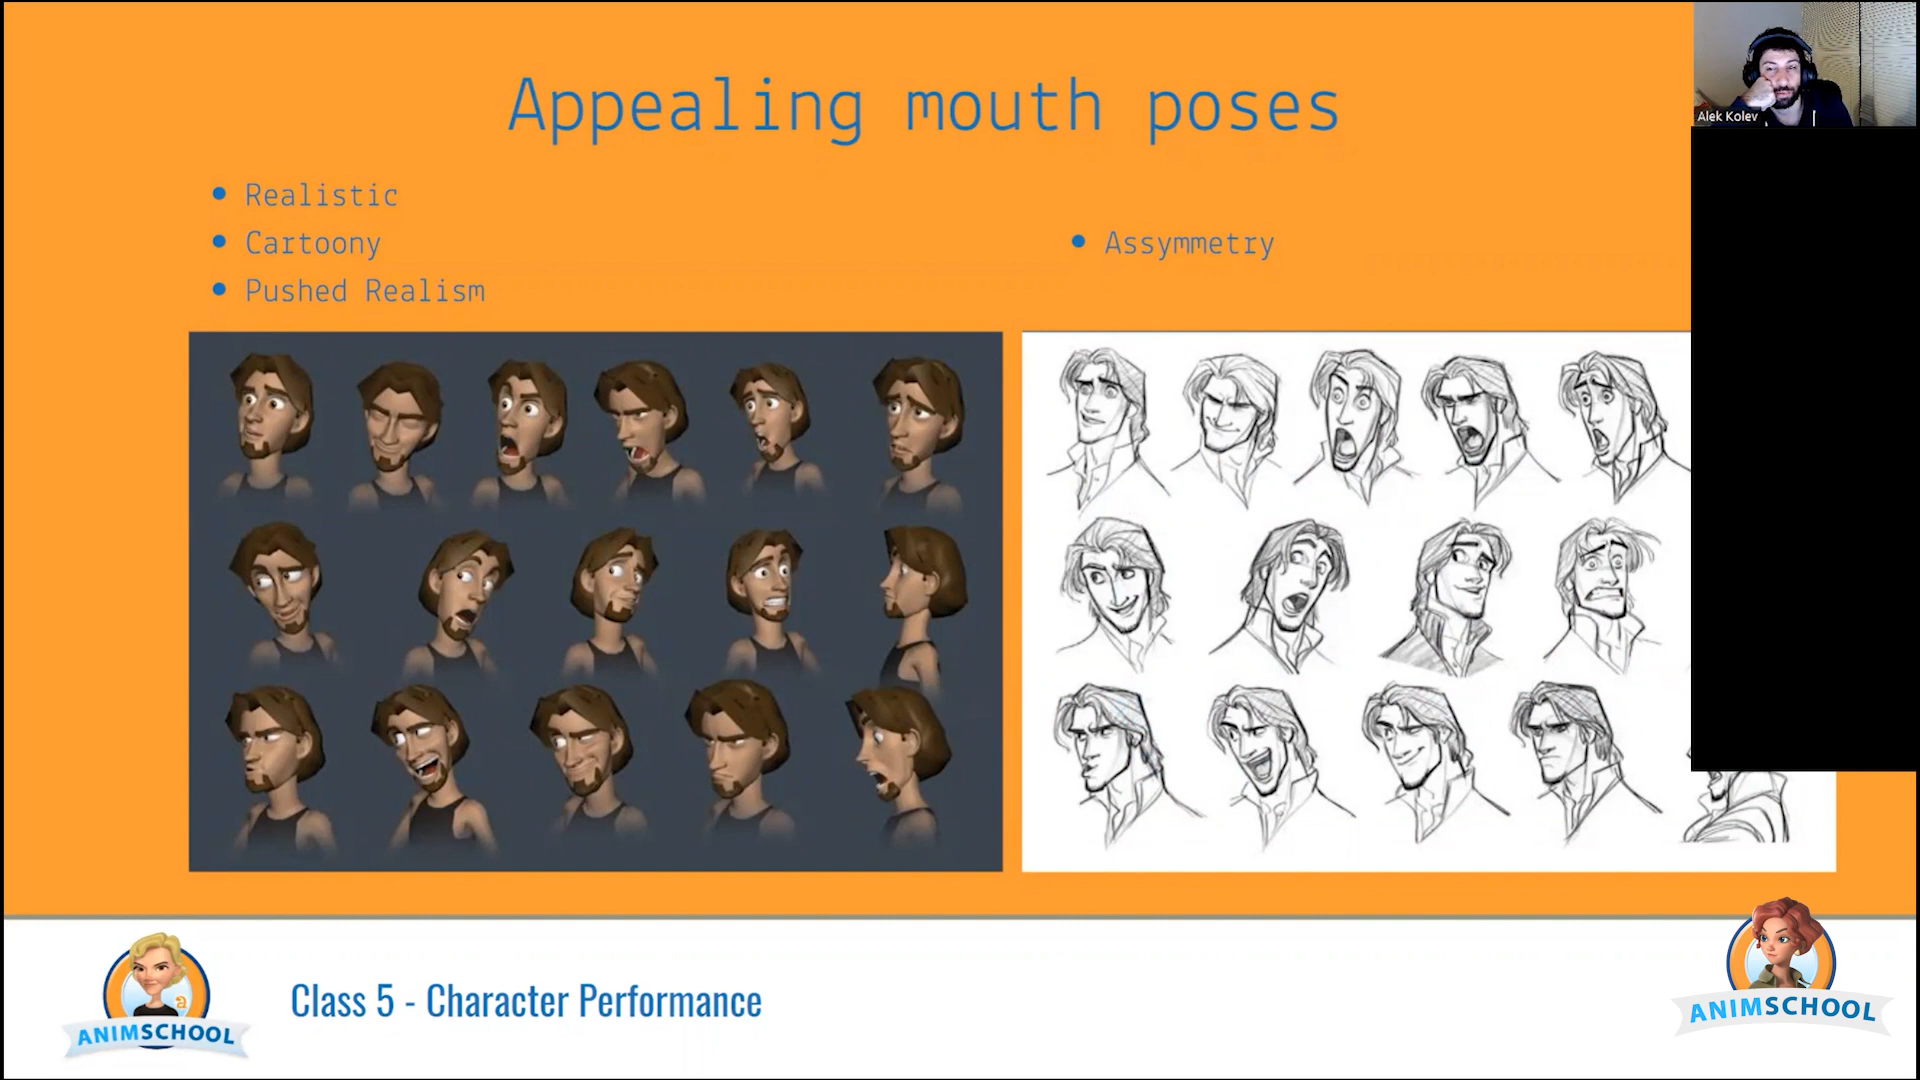 Appealing mouth poses
Realistic
Cartoony
Pushed Realism
Assymmetry
Alek Kolev
Class 5 - Character Performance
a
ANIMSCHOOL
ANIMSCHOOL